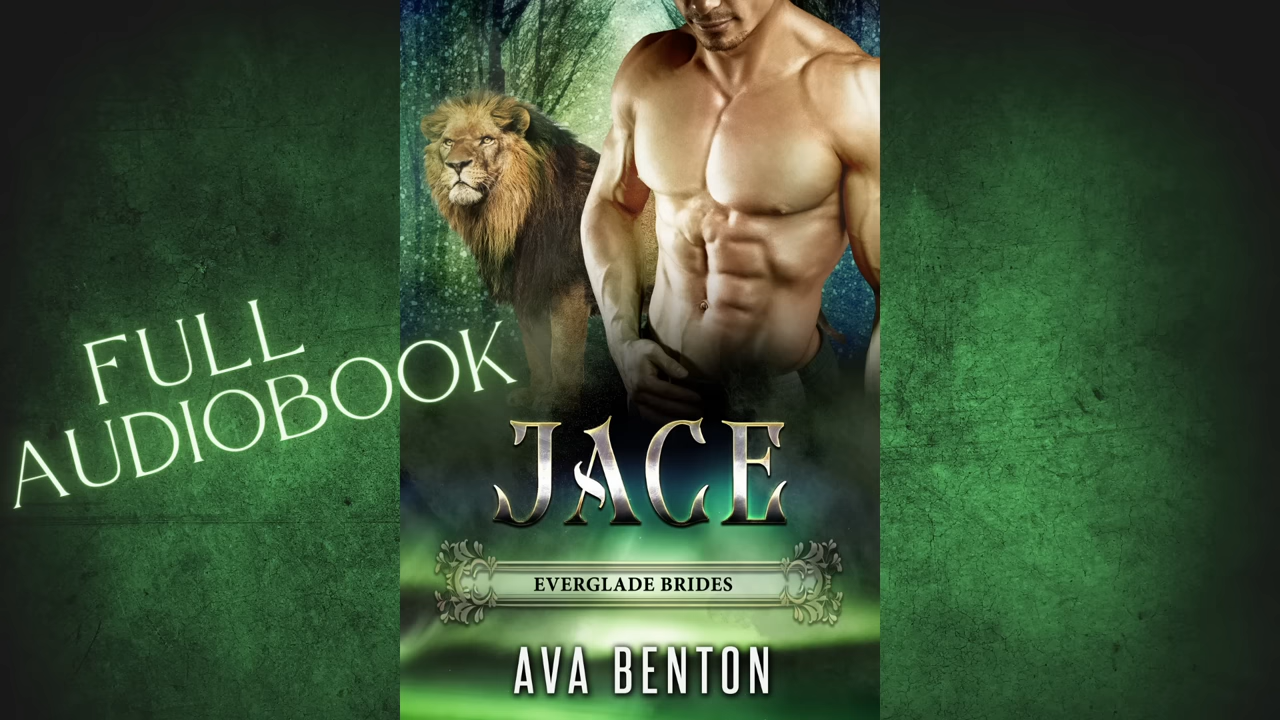 FULL
AUDIOBOOK
JACE
EVERGLADE BRIDES
AVA BENTON